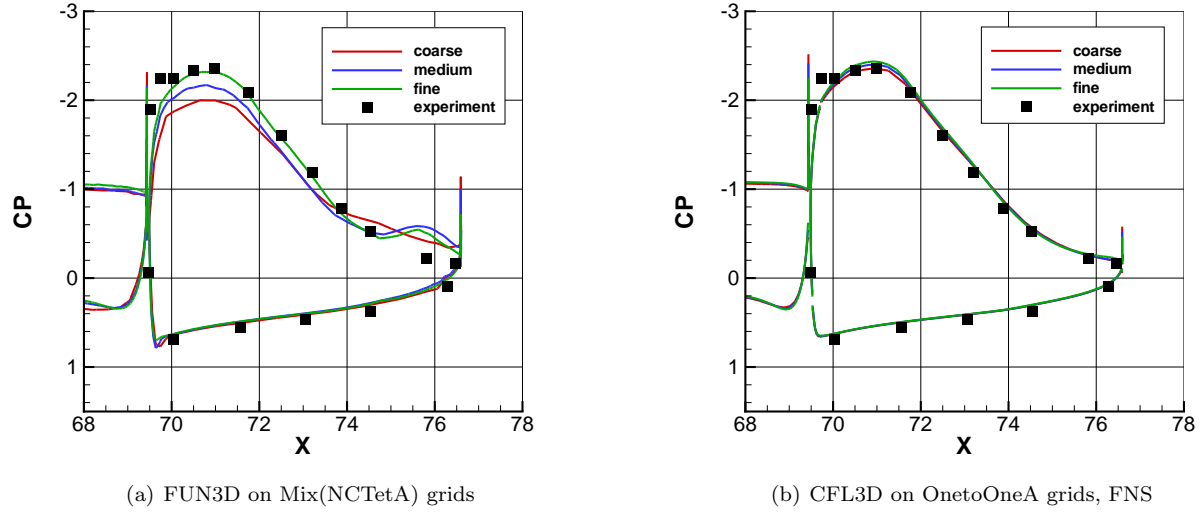 -3
-2
-1
0
1
CP
68
70
72
74
76
78
X
coarse
medium
fine
experiment
(a) FUN3D on Mix(NCTetA) grids
-3
-2
-1
0
1
CP
68
70
72
74
76
78
X
coarse
medium
fine
experiment
(b) CFL3D on OnetoOneA grids, FNS